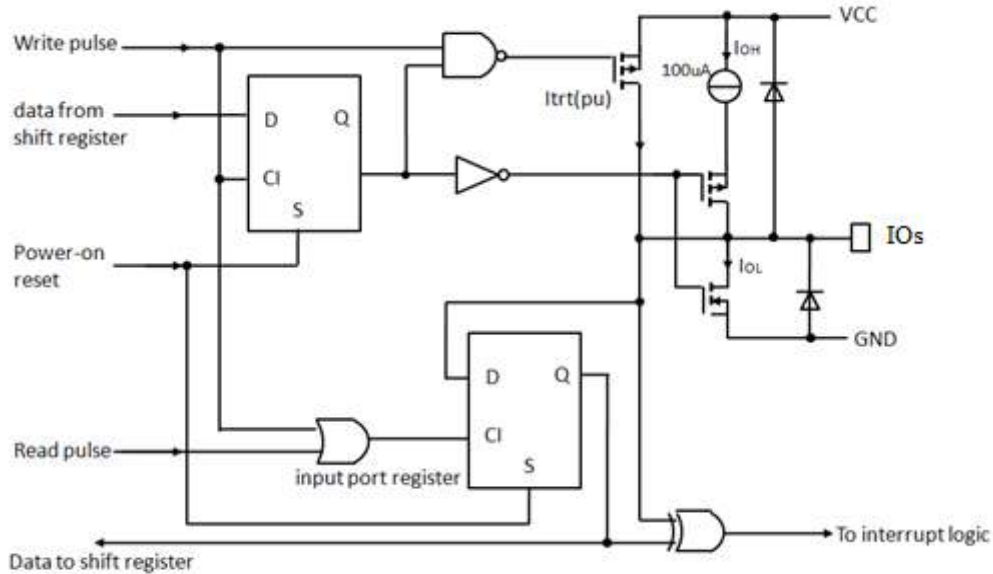 Write pulse
VCC
IOH
100uA
data from
shift register
D
Q
Itrt(pu)
CI
S
Power-on
reset
IOs
IOL
GND
D
Q
Read pulse
CI
input port register
S
To interrupt logic
Data to shift register